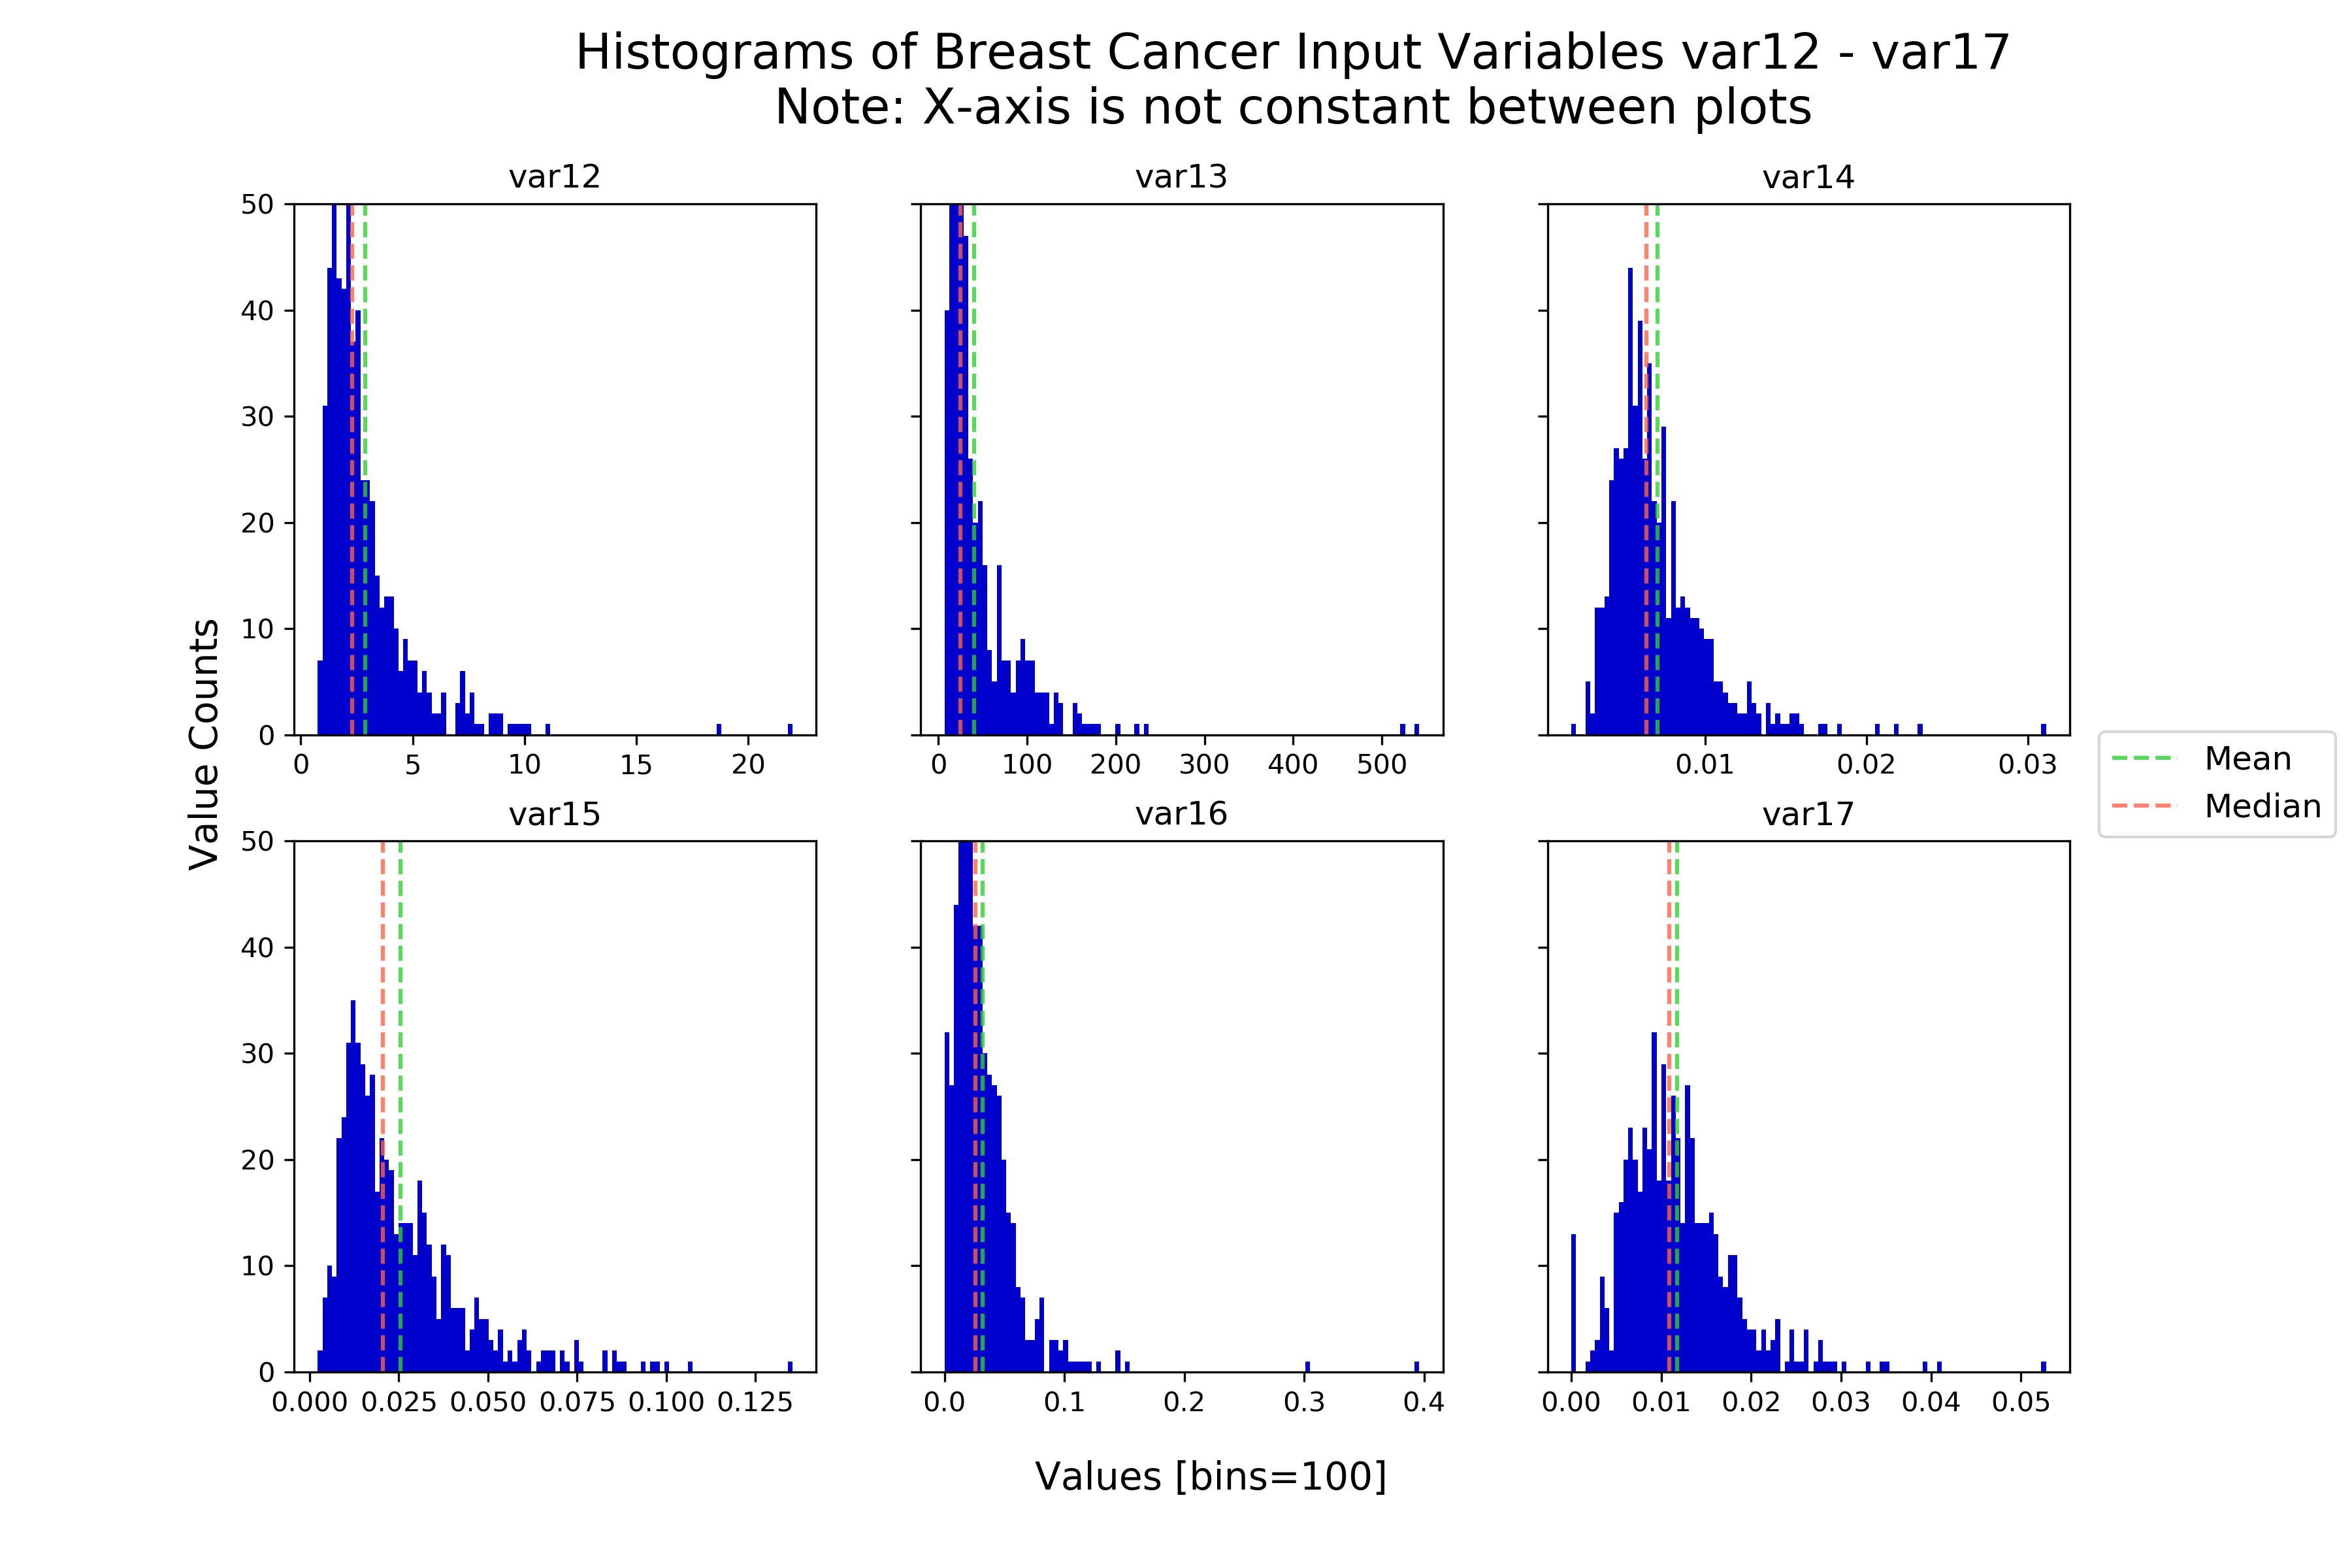 Histograms of Breast Cancer Input Variables var12 - var17
Note: X-axis is not constant between plots
var12
var13
var14
50
40
30
20
10
0
0 5 10 15 20
0 100 200 300 400 500
0.01 0.02 0.03
Value Counts
Mean
Median
var15
var16
var17
50
40
30
20
10
0
0.000 0.025 0.050 0.075 0.100 0.125
0.0 0.1 0.2 0.3 0.4
0.00 0.01 0.02 0.03 0.04 0.05
Values [bins=100]